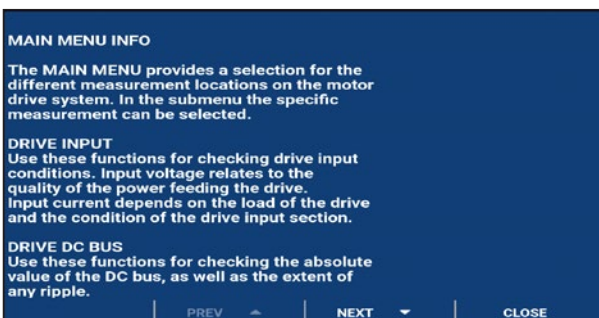 MAIN MENU INFO
The MAIN MENU provides a selection for the
different measurement locations on the motor
drive system. In the submenu the specific
measurement can be selected.
DRIVE INPUT
Use these functions for checking drive input
conditions. Input voltage relates to the
quality of the power feeding the drive.
Input current depends on the load of the drive
and the condition of the drive input section.
DRIVE DC BUS
Use these functions for checking the absolute
value of the DC bus, as well as the extent of
any ripple.
PREV NEXT CLOSE